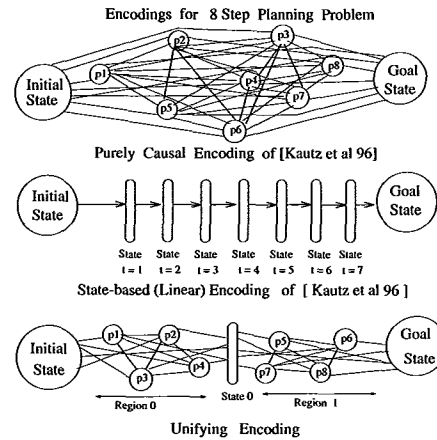 Encodings for 8 Step Planning Problem
p3
p2
Initial
State
p1
p4
p8
Goal
State
p5
p7
p6
Purely Causal Encoding of [Kautz et al 96]
Initial
State
Goal
State
State State State State State State State
t = 1 t = 2 t = 3 t = 4 t = 5 t = 6 t = 7
State-based (Linear) Encoding of [ Kautz et al 96 ]
Initial
State
p1 p2
p3
p4
p5
p6
p7
p8
Goal
State
Region 0
State 0
Region 1
Unifying Encoding